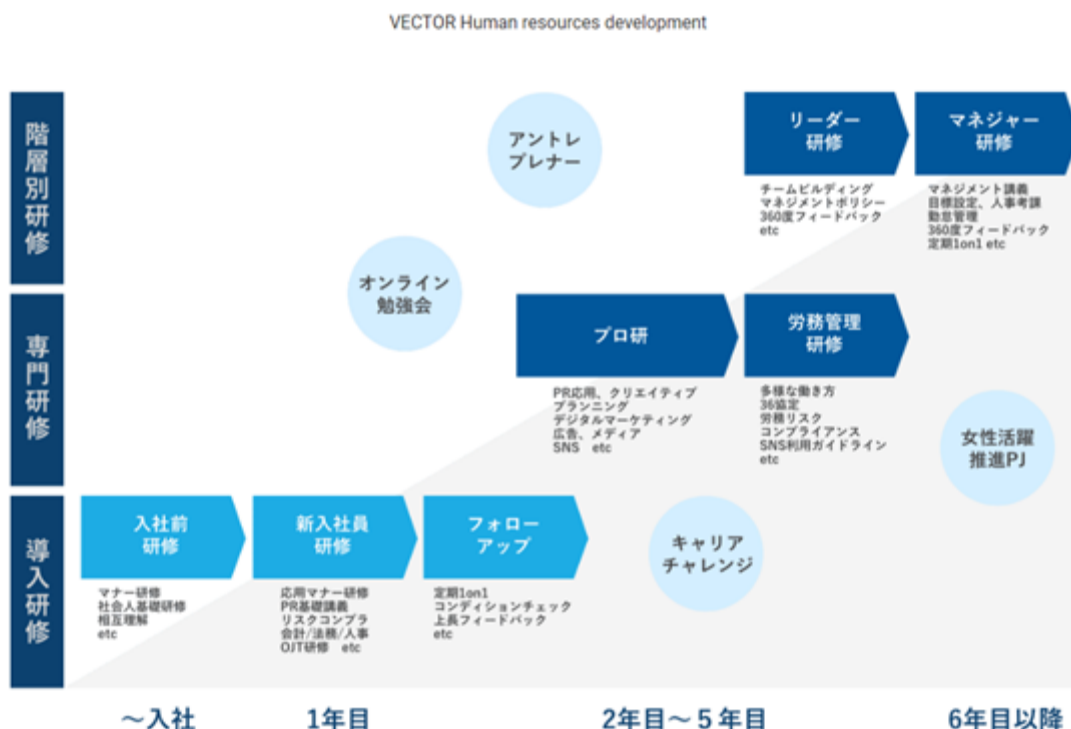 VECTOR Human resources development
階層別研修
アントレ
プレナー
リーダー
研修
チームビルディング
マネジメントポリシー
360度フィードバック
etc
マネジャー
研修
マネジメント講義
目標設定、人事考課
勤怠管理
360度フィードバック
定期1on1 etc
オンライン
勉強会
専門研修
プロ研
PR応用、クリエイティブ
プランニング
デジタルマーケティング
広告、メディア
SNS etc
労務管理
研修
多様な働き方
36協定
労務リスク
コンプライアンス
SNS利用ガイドライン
etc
女性活躍
推進PJ
導入研修
入社前
研修
マナー研修
社会人基礎研修
相互理解
etc
新入社員
研修
応用マナー研修
PR基礎講義
リスクコンプラ
会計/法務/人事
OJT研修 etc
フォロー
アップ
定期1on1
コンディションチェック
上長フィードバック
etc
キャリア
チャレンジ
～入社
1年目
2年目～５年目
6年目以降